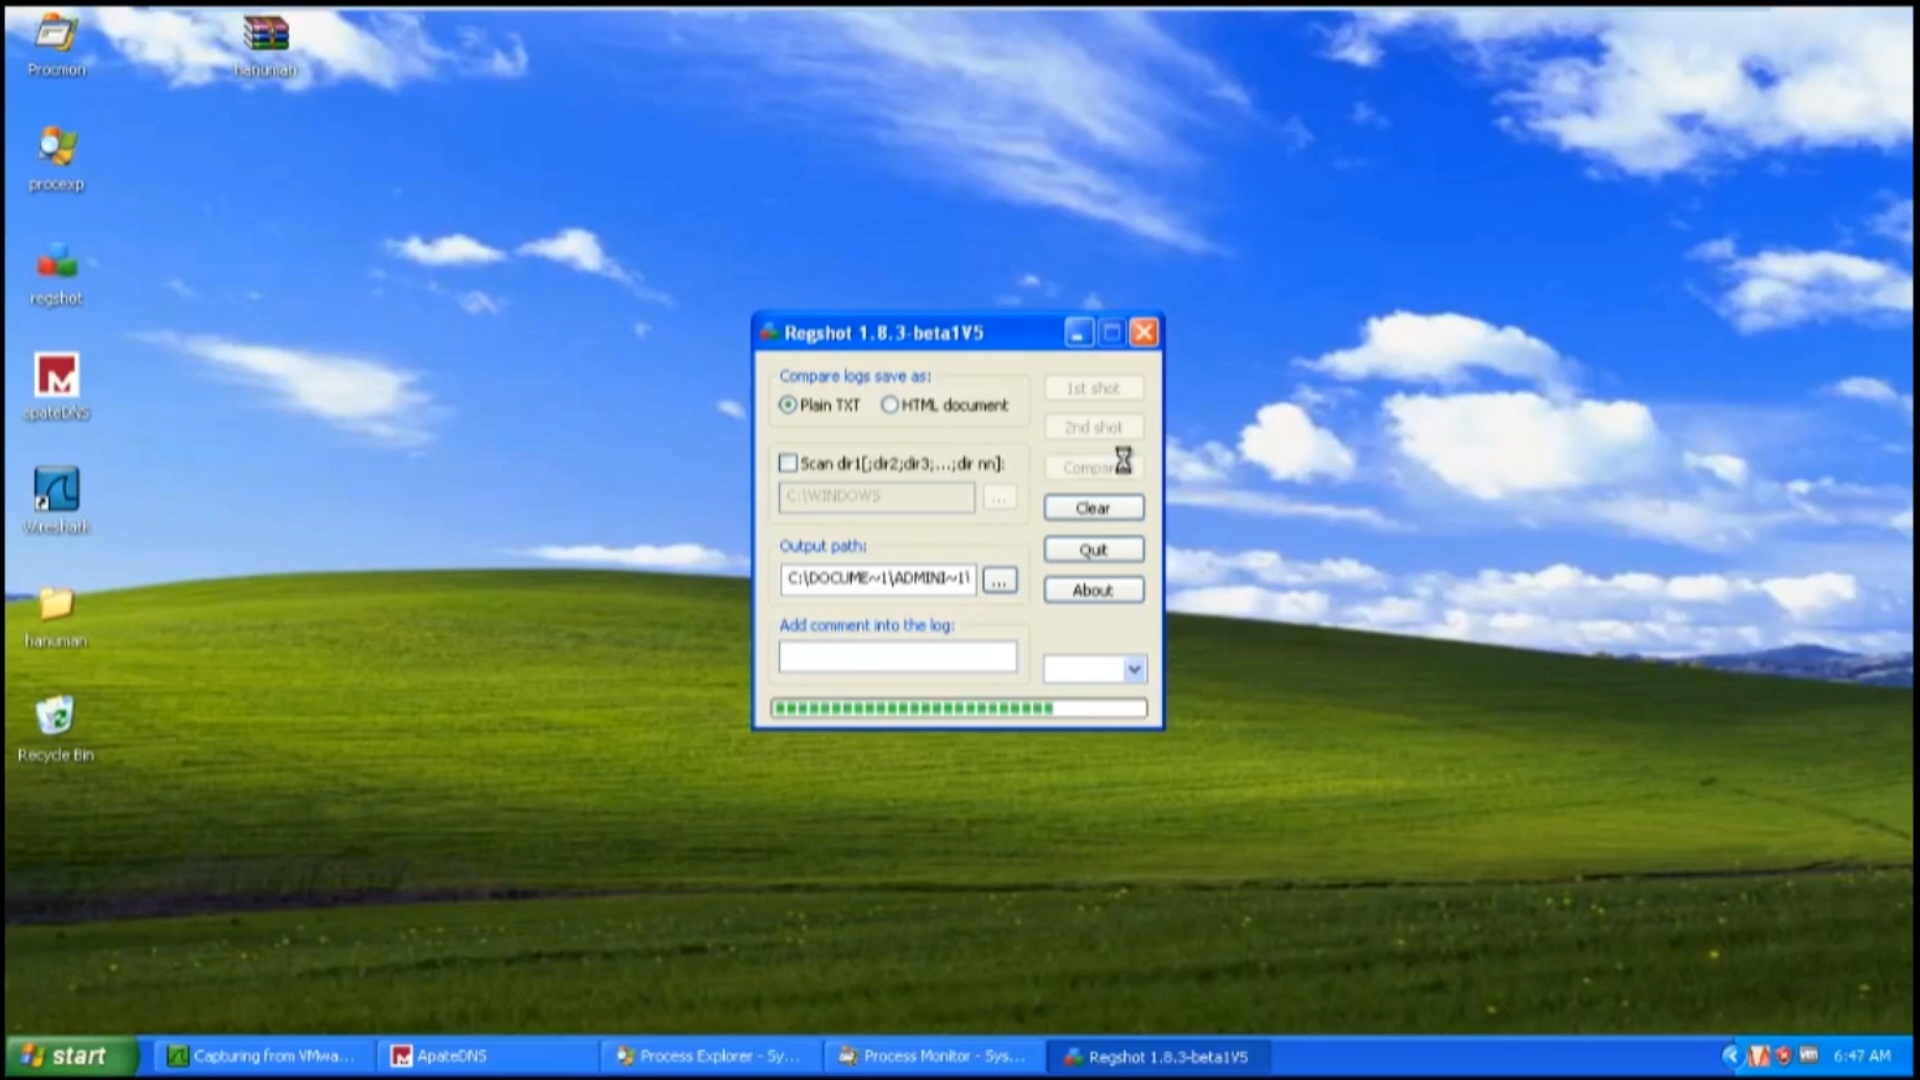 Procmon
hanuman
procexp
regshot
apateDNS
Wireshark
hanuman
Recycle Bin
Regshot 1.8.3-beta1V5
Compare logs save as:
Plain TXT
HTML document
1st shot
2nd shot
Scan dir1[;dir2;dir3;...;dir nn]:
C:\WINDOWS
...
Clear
Output path:
C:\DOCUME~1\ADMINI~1\
...
Quit
About
Add comment into the log:
start
Capturing from VMwa...
ApateDNS
Process Explorer - Sy...
Process Monitor - Sys...
Regshot 1.8.3-beta1V5
6:47 AM